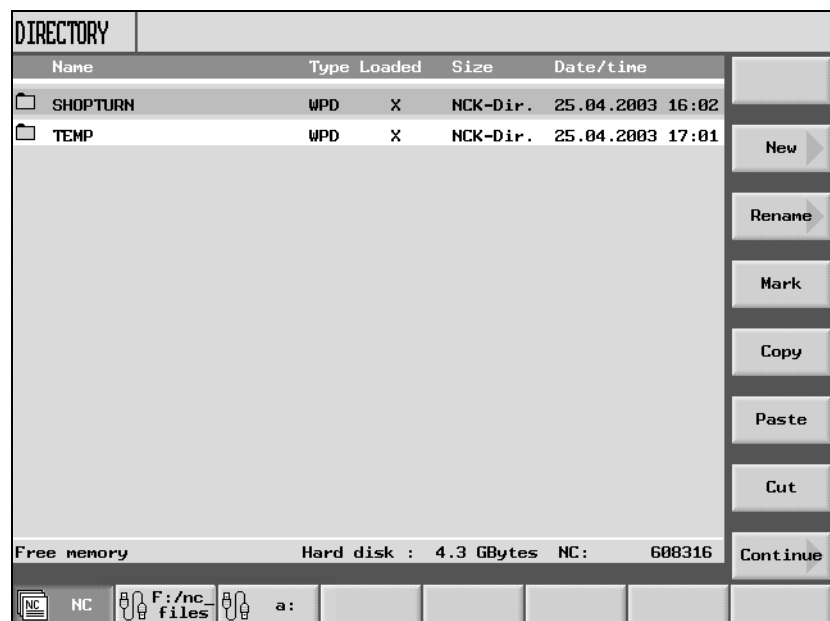 DIRECTORY
Name Type Loaded Size Date/time
SHOPTURN WPD X NCK-Dir. 25.04.2003 16:02
TEMP WPD X NCK-Dir. 25.04.2003 17:01
New
Rename
Mark
Copy
Paste
Cut
Continue
Free memory Hard disk : 4.3 GBytes NC: 608316
NC NC F:/nc_ a:
files